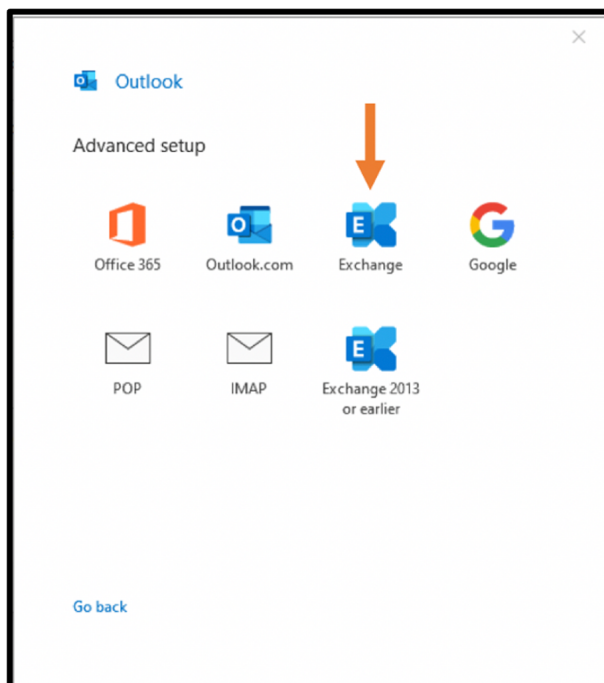 Outlook
Advanced setup
Office 365
Outlook.com
Exchange
Google
POP
IMAP
Exchange 2013
or earlier
Go back